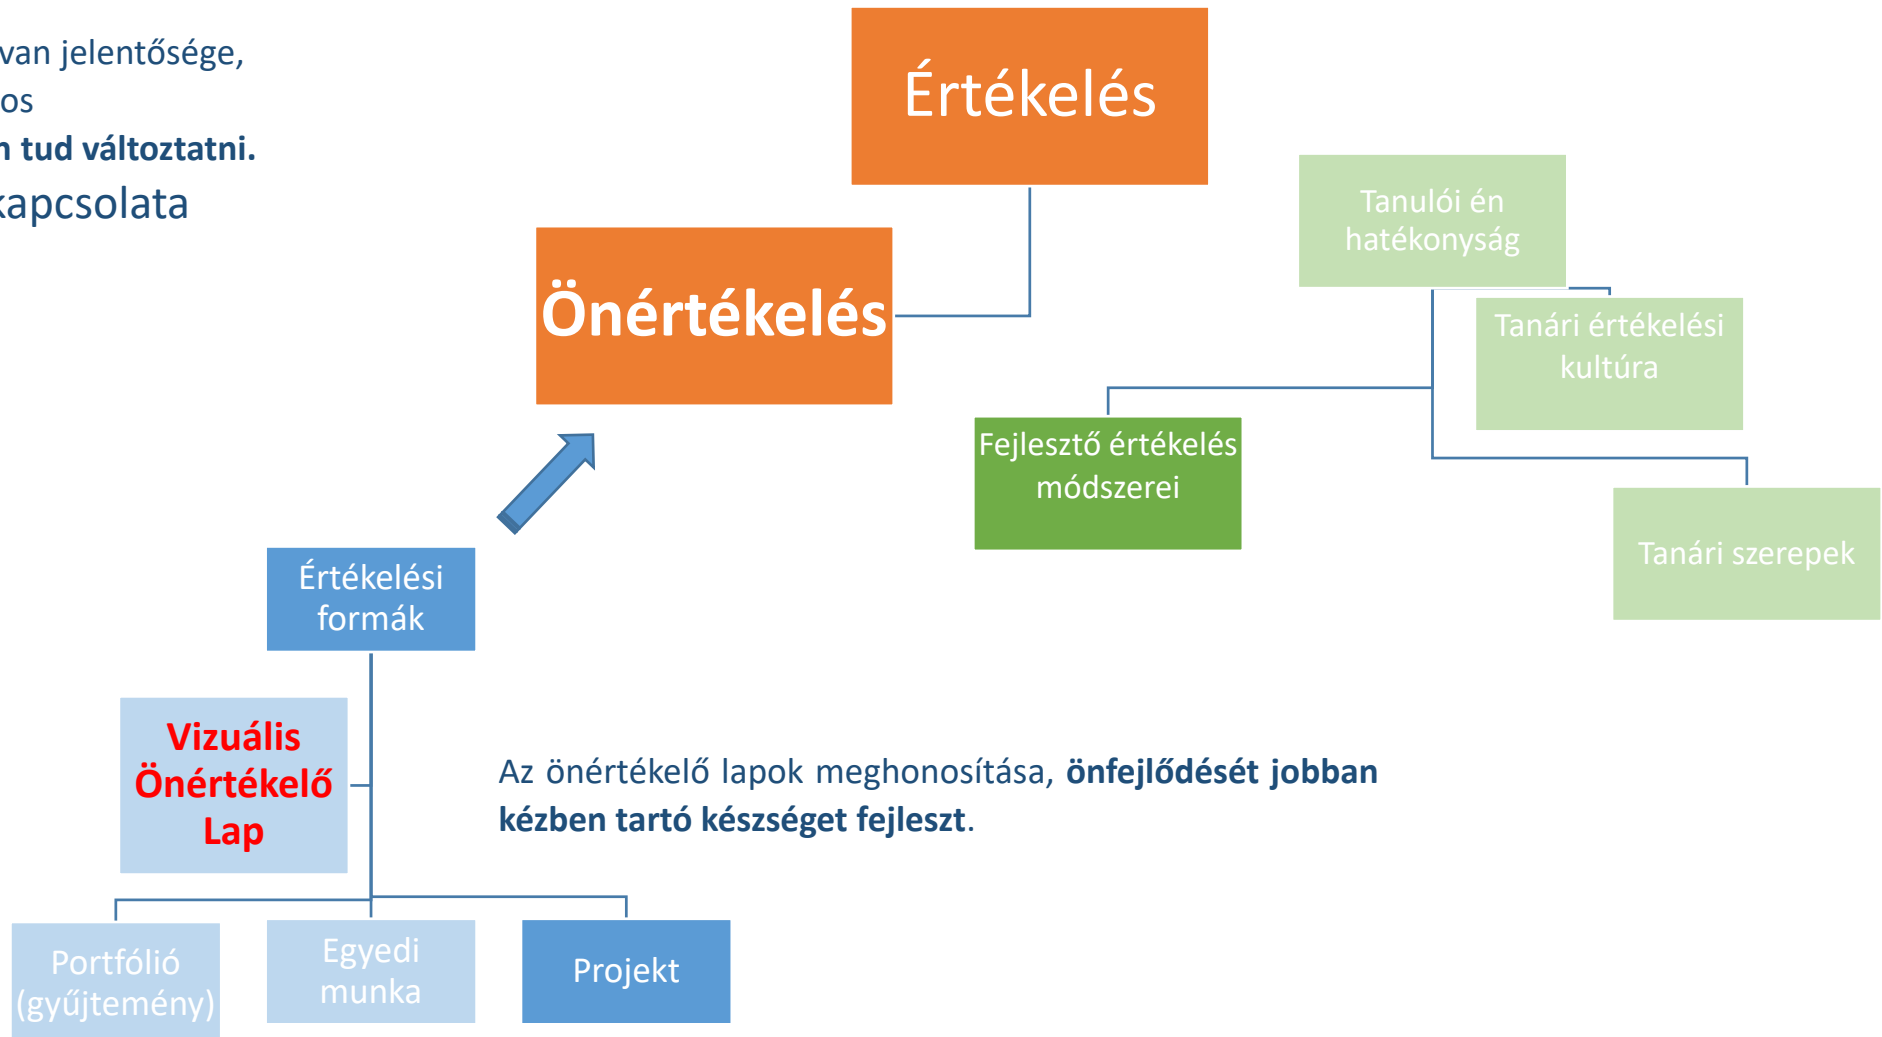 van jelentősége,
os
tud változtatni.
kapcsolata
Értékelés
Önértékelés
Tanulói én
hatékonyság
Tanári értékelési
kultúra
Fejlesztő értékelés
módszerei
Tanári szerepek
Értékelési
formák
Vizuális
Önértékelő
Lap
Az önértékelő lapok meghonosítása, önfejlődését jobban
kézben tartó készséget fejleszt.
Portfólió
(gyűjtemény)
Egyedi
munka
Projekt